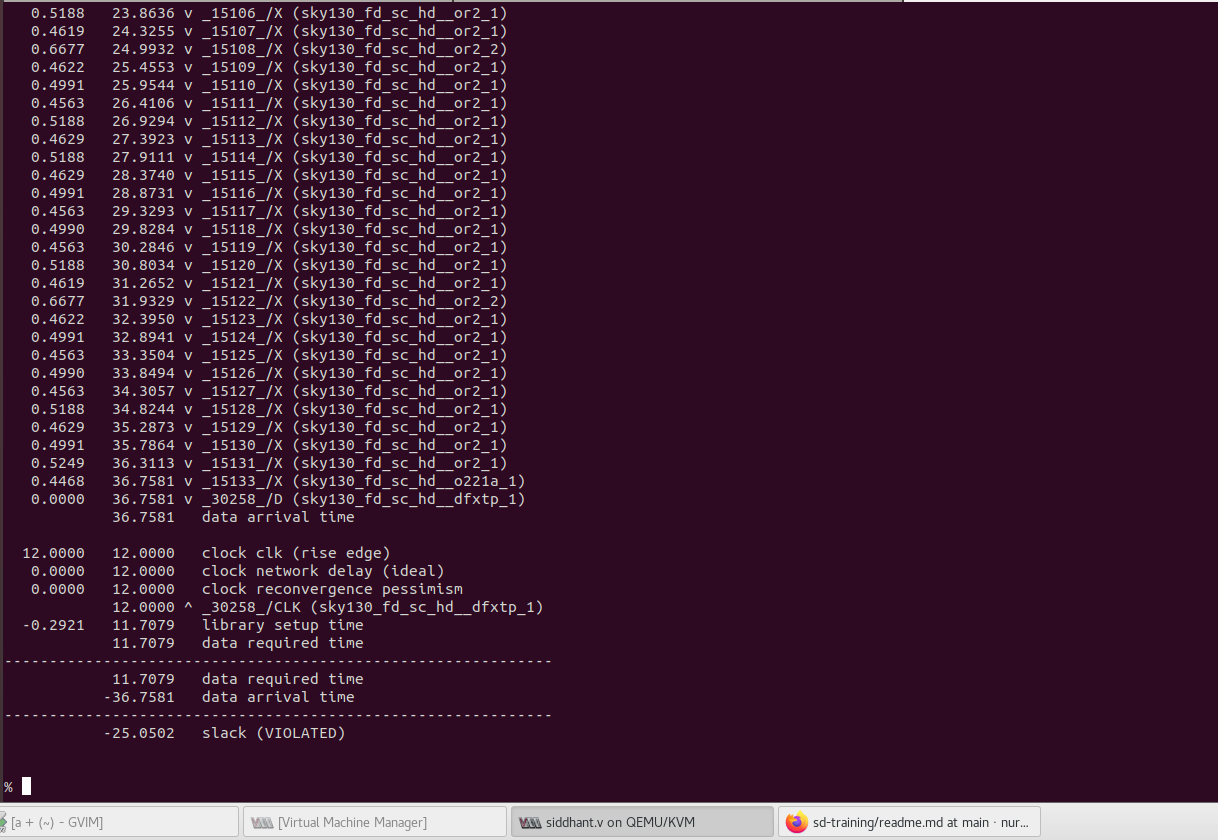 0.5188 23.8636 v _15106_/X (sky130_fd_sc_hd__or2_1)
0.4619 24.3255 v _15107_/X (sky130_fd_sc_hd__or2_1)
0.6677 24.9932 v _15108_/X (sky130_fd_sc_hd__or2_2)
0.4622 25.4553 v _15109_/X (sky130_fd_sc_hd__or2_1)
0.4991 25.9544 v _15110_/X (sky130_fd_sc_hd__or2_1)
0.4563 26.4106 v _15111_/X (sky130_fd_sc_hd__or2_1)
0.5188 26.9294 v _15112_/X (sky130_fd_sc_hd__or2_1)
0.4629 27.3923 v _15113_/X (sky130_fd_sc_hd__or2_1)
0.5188 27.9111 v _15114_/X (sky130_fd_sc_hd__or2_1)
0.4629 28.3740 v _15115_/X (sky130_fd_sc_hd__or2_1)
0.4991 28.8731 v _15116_/X (sky130_fd_sc_hd__or2_1)
0.4563 29.3293 v _15117_/X (sky130_fd_sc_hd__or2_1)
0.4990 29.8284 v _15118_/X (sky130_fd_sc_hd__or2_1)
0.4563 30.2846 v _15119_/X (sky130_fd_sc_hd__or2_1)
0.5188 30.8034 v _15120_/X (sky130_fd_sc_hd__or2_1)
0.4619 31.2652 v _15121_/X (sky130_fd_sc_hd__or2_1)
0.6677 31.9329 v _15122_/X (sky130_fd_sc_hd__or2_2)
0.4622 32.3950 v _15123_/X (sky130_fd_sc_hd__or2_1)
0.4991 32.8941 v _15124_/X (sky130_fd_sc_hd__or2_1)
0.4563 33.3504 v _15125_/X (sky130_fd_sc_hd__or2_1)
0.4990 33.8494 v _15126_/X (sky130_fd_sc_hd__or2_1)
0.4563 34.3057 v _15127_/X (sky130_fd_sc_hd__or2_1)
0.5188 34.8244 v _15128_/X (sky130_fd_sc_hd__or2_1)
0.4629 35.2873 v _15129_/X (sky130_fd_sc_hd__or2_1)
0.4991 35.7864 v _15130_/X (sky130_fd_sc_hd__or2_1)
0.5249 36.3113 v _15131_/X (sky130_fd_sc_hd__or2_1)
0.4468 36.7581 v _15133_/X (sky130_fd_sc_hd__o221a_1)
0.0000 36.7581 v _30258_/D (sky130_fd_sc_hd__dfxtp_1)
36.7581 data arrival time
12.0000 12.0000 clock clk (rise edge)
0.0000 12.0000 clock network delay (ideal)
0.0000 12.0000 clock reconvergence pessimism
12.0000 ^ _30258_/CLK (sky130_fd_sc_hd__dfxtp_1)
-0.2921 11.7079 library setup time
11.7079 data required time
-------------------------------------------------------------
11.7079 data required time
-36.7581 data arrival time
-------------------------------------------------------------
-25.0502 slack (VIOLATED)
%
[a + (~) - GVIM] [Virtual Machine Manager] siddhant.v on QEMU/KVM sd-training/readme.md at main · nur...